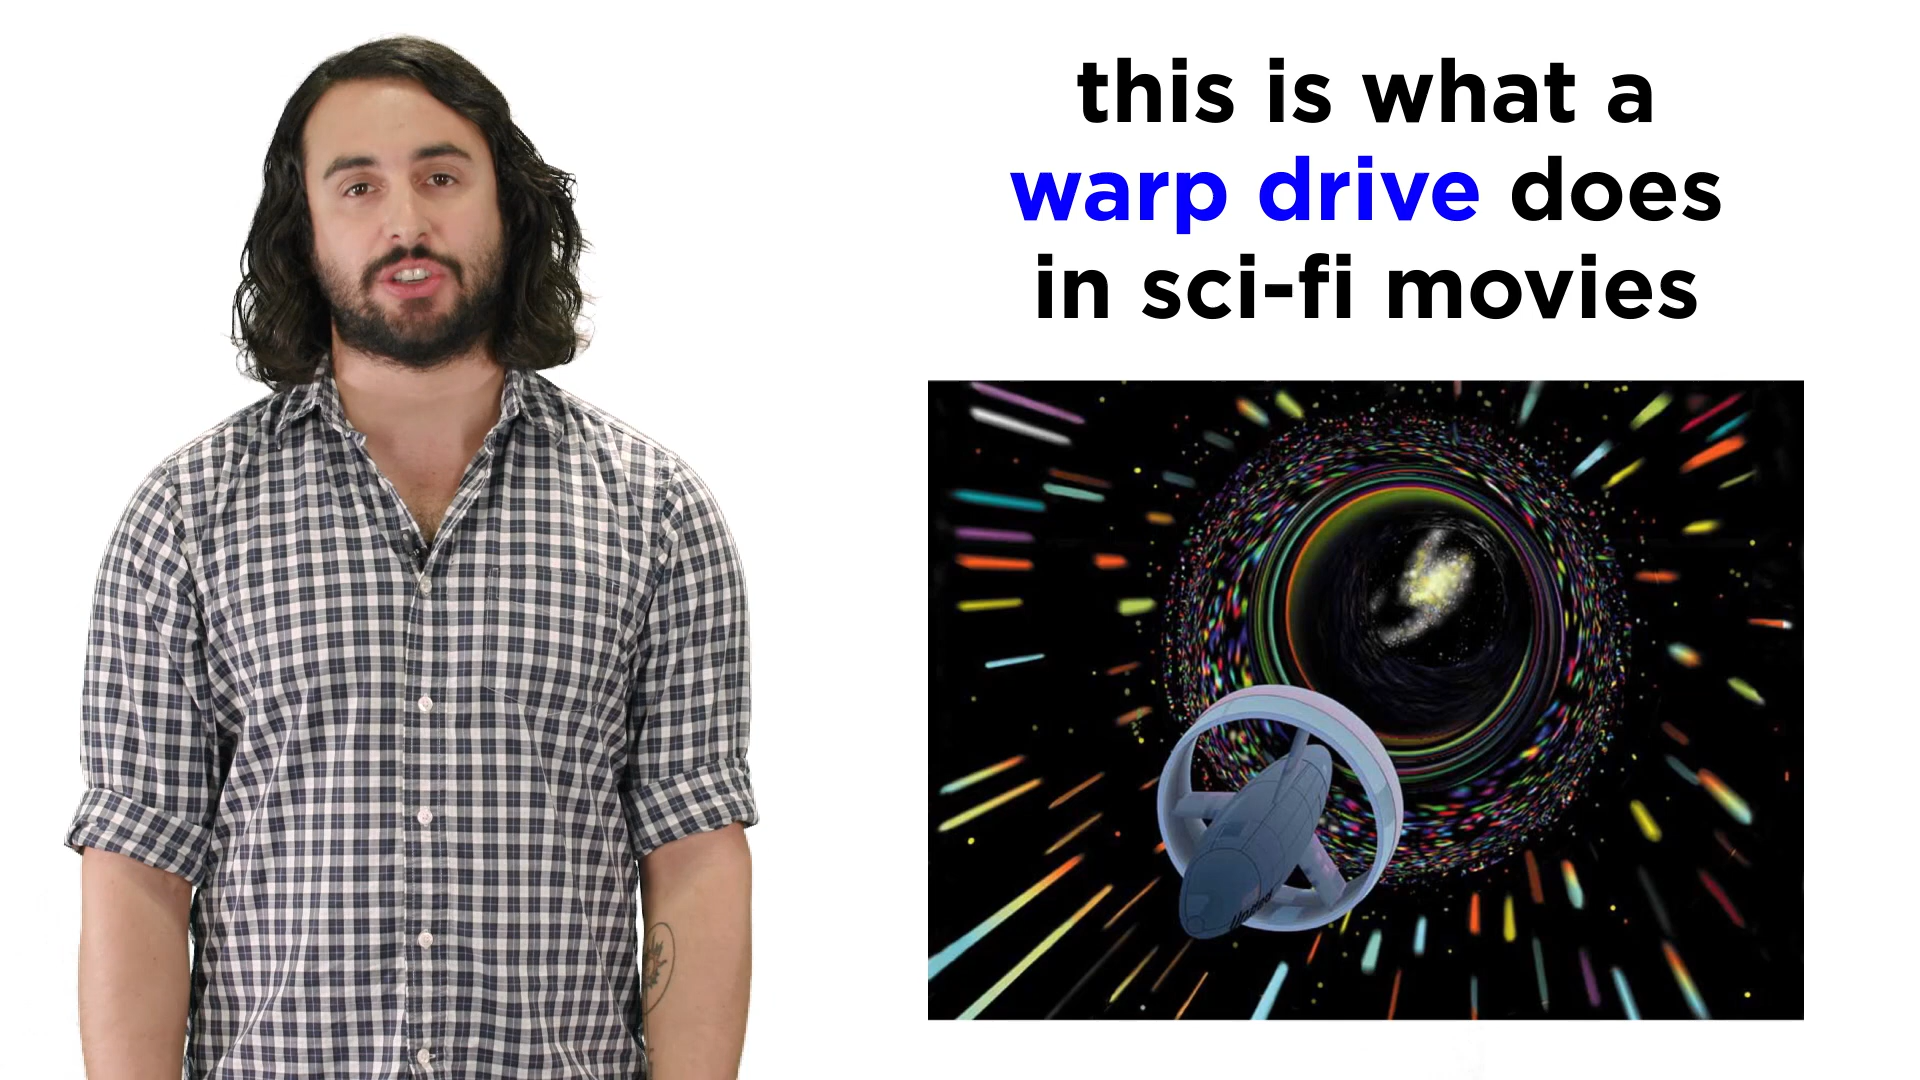 this is what a
warp drive does
in sci-fi movies